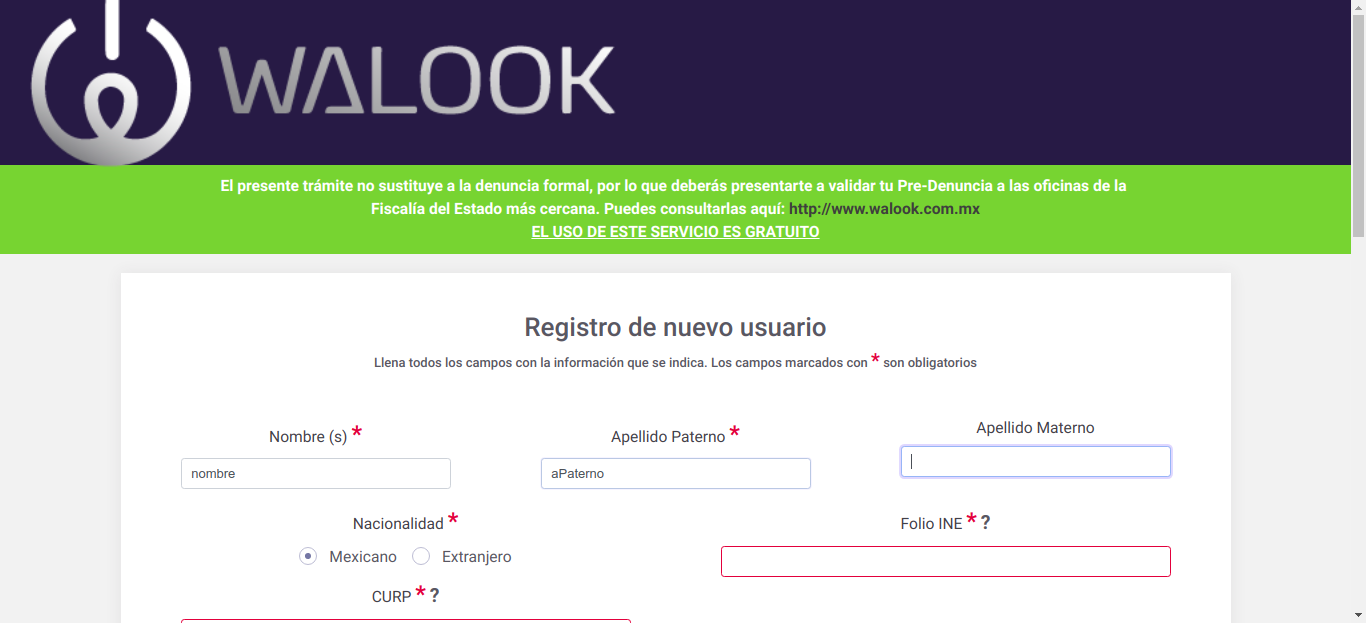 WALOOK
El presente trámite no sustituye a la denuncia formal, por lo que deberás presentarte a validar tu Pre-Denuncia a las oficinas de la
Fiscalía del Estado más cercana. Puedes consultarlas aquí: http://www.walook.com.mx
EL USO DE ESTE SERVICIO ES GRATUITO
Registro de nuevo usuario
Llena todos los campos con la información que se indica. Los campos marcados con * son obligatorios
Nombre (s) *
Apellido Paterno *
Apellido Materno
nombre
aPaterno
Nacionalidad *
Folio INE * ?
Mexicano
Extranjero
CURP * ?